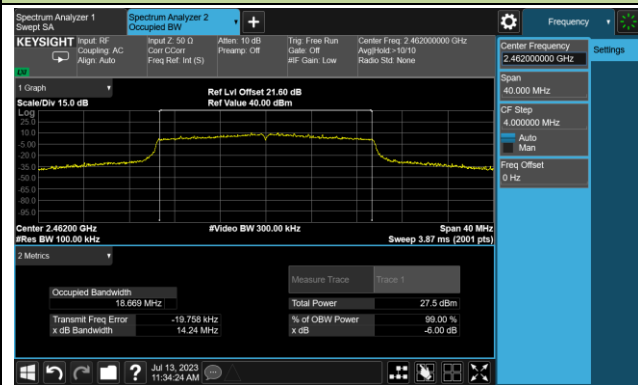 Spectrum Analyzer 1
Swept SA
Spectrum Analyzer 2
Occupied BW
Frequency
KEYSIGHT
Input: RF
Coupling: AC
Align: Auto
Input Z: 50 Ω
Corr CCorr
Freq Ref: Int (S)
Atten: 10 dB
Preamp: Off
Trig: Free Run
Gate: Off
#IF Gain: Low
Center Freq: 2.462000000 GHz
Avg|Hold:>10/10
Radio Std: None
Center Frequency
2.462000000 GHz
Settings
Span
40.000 MHz
CF Step
4.000000 MHz
Auto
Man
Freq Offset
0 Hz
1 Graph
Scale/Div 15.0 dB
Ref Lvl Offset 21.60 dB
Ref Value 40.00 dBm
Log
25.0
10.0
-5.00
-20.0
-35.0
-50.0
-65.0
-80.0
-95.0
Center 2.46200 GHz
#Res BW 100.00 kHz
#Video BW 300.00 kHz
Span 40 MHz
Sweep 3.87 ms (2001 pts)
2 Metrics
Measure Trace
Trace 1
Occupied Bandwidth
18.669 MHz
Total Power
27.5 dBm
Transmit Freq Error
-19.758 kHz
% of OBW Power
99.00 %
x dB Bandwidth
14.24 MHz
x dB
-6.00 dB
Jul 13, 2023
11:34:24 AM